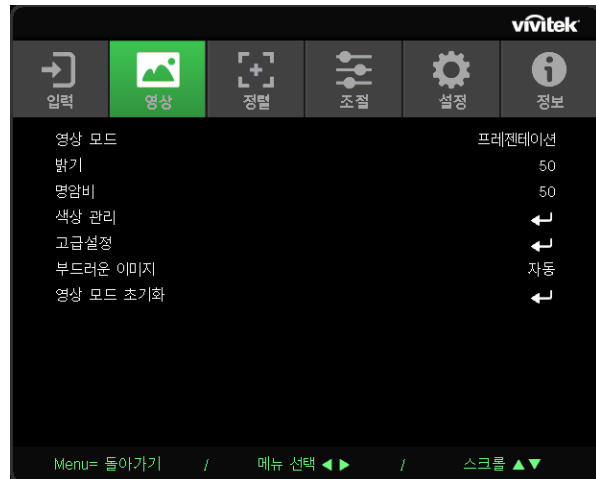 vivitek
입력 영상 정렬 조절 설정 정보
영상 모드 프레젠테이션
밝기 50
명암비 50
색상 관리
고급설정
부드러운 이미지 자동
영상 모드 초기화
Menu= 돌아가기 / 메뉴 선택 ◀ ▶ / 스크롤 ▲▼